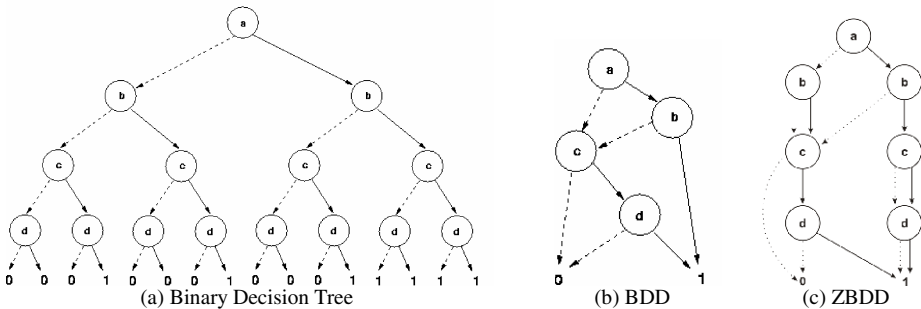 a
b b
c c c c
d d d d d d d d
0 0 0 1 0 0 0 1 0 0 0 1 1 1 1 1
(a) Binary Decision Tree
a
b
c
d
0 1
(b) BDD
a
b b
c c
d d
0 1
(c) ZBDD